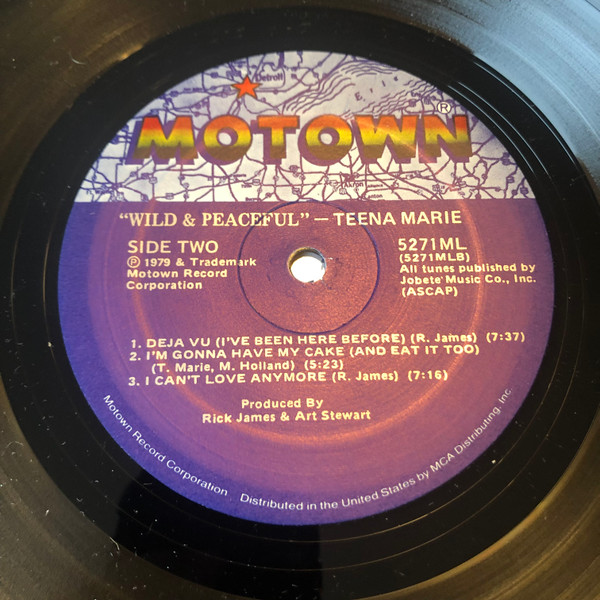 Detroit
ERIE
MOTOWN®
Akron
"WILD & PEACEFUL" – TEENA MARIE
SIDE TWO
℗ 1979 & Trademark
Motown Record
Corporation
5271ML
(5271MLB)
All tunes published by
Jobete Music Co., Inc.
(ASCAP)
1. DEJA VU (I'VE BEEN HERE BEFORE) (R. James) (7:37)
2. I'M GONNA HAVE MY CAKE (AND EAT IT TOO)
(T. Marie, M. Holland) (5:23)
3. I CAN'T LOVE ANYMORE (R. James) (7:16)
Produced By
Rick James & Art Stewart
Motown Record Corporation Distributed in the United States by MCA Distributing, Inc.